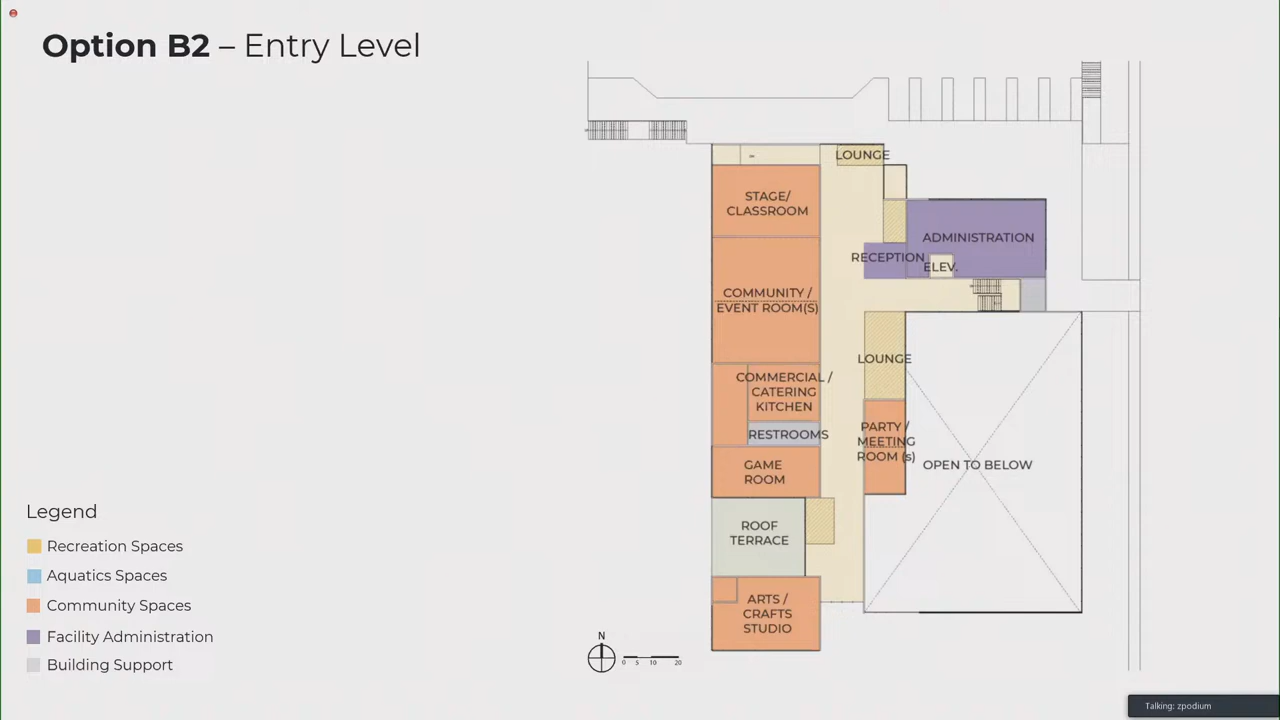 Option B2 – Entry Level
LOUNGE
STAGE/
CLASSROOM
ADMINISTRATION
RECEPTION
ELEV.
COMMUNITY /
EVENT ROOM(S)
LOUNGE
COMMERCIAL /
CATERING
KITCHEN
RESTROOMS
PARTY /
MEETING
ROOM (s)
GAME
ROOM
OPEN TO BELOW
ROOF
TERRACE
ARTS /
CRAFTS
STUDIO
Legend
Recreation Spaces
Aquatics Spaces
Community Spaces
Facility Administration
Building Support
N
0 5 10 20
Talking: zpodium